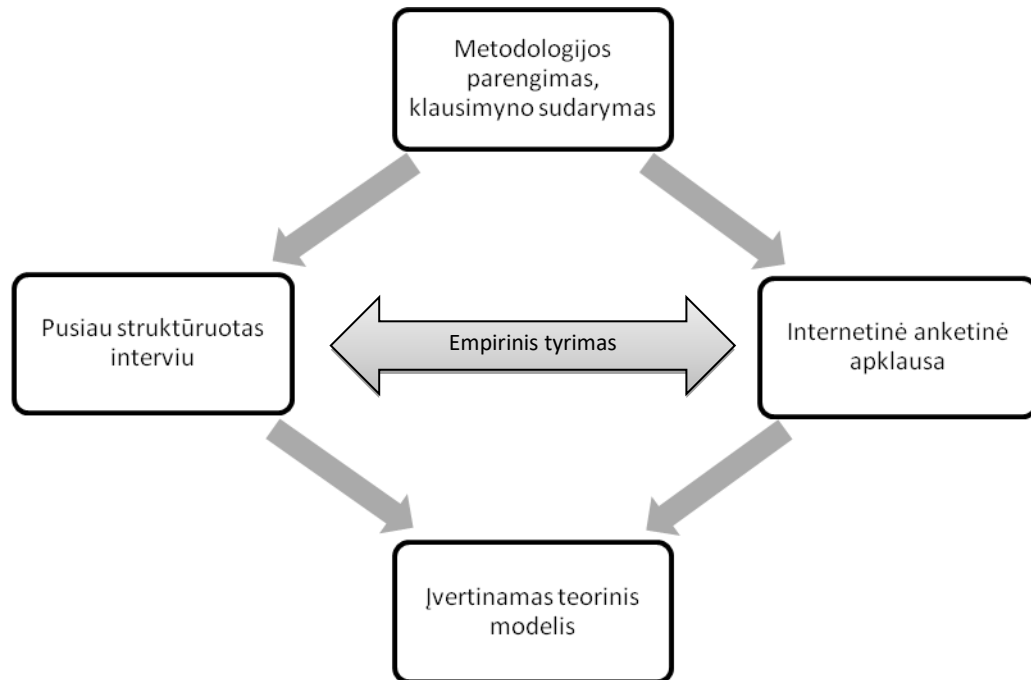 Metodologijos
parengimas,
klausimyno sudarymas
Pusiau struktūruotas
interviu
Empirinis tyrimas
Internetinė anketinė
apklausa
Įvertinamas teorinis
modelis